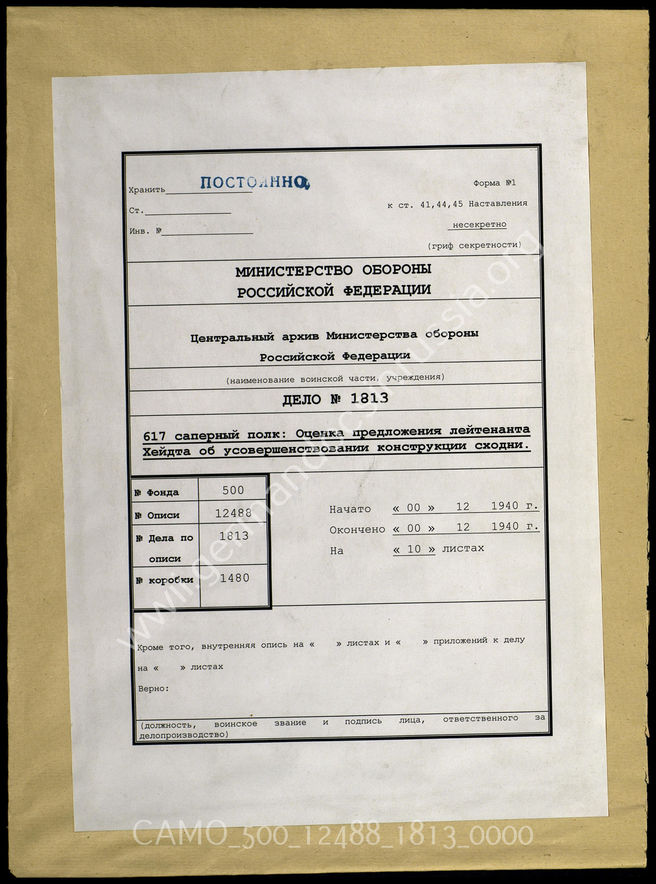 Хранить ПОСТОЯННО
Форма №1
Ст.
к ст. 41,44,45 Наставления
Инв. №
несекретно
(гриф секретности)
МИНИСТЕРСТВО ОБОРОНЫ
РОССИЙСКОЙ ФЕДЕРАЦИИ
Центральный архив Министерства обороны
Российской Федерации
(наименование воинской части, учреждения)
ДЕЛО № 1813
617 саперный полк: Оценка предложения лейтенанта
Хейдта об усовершенствовании конструкции сходни.
№ Фонда 500
№ Описи 12488
№ Дела по описи 1813
№ коробки 1480
Начато « 00 » 12 1940 г.
Окончено « 00 » 12 1940 г.
На « 10 » листах
Кроме того, внутренняя опись на « » листах и « » приложений к делу
на « » листах
Верно:
(должность, воинское звание и подпись лица, ответственного за
делопроизводство)
CAMO_500_12488_1813_0000